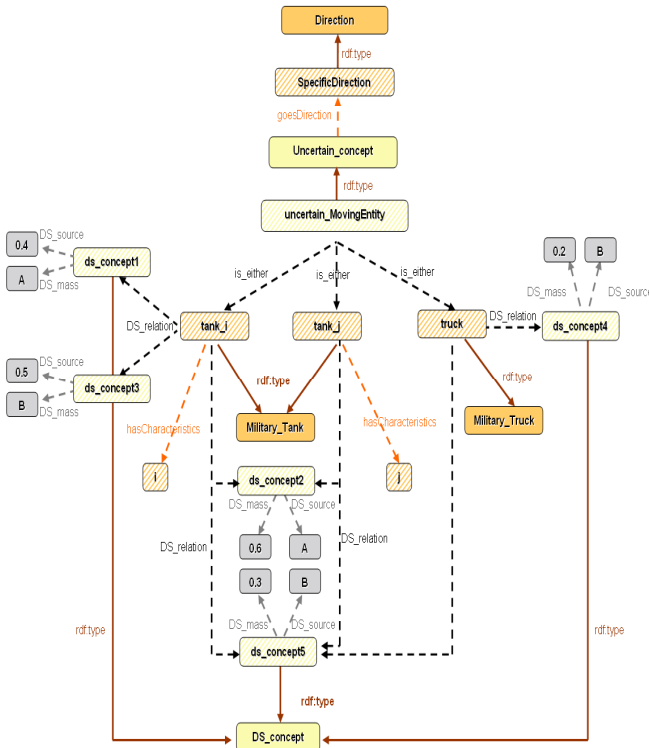 Direction
rdf:type
SpecificDirection
goesDirection
Uncertain_concept
rdf:type
uncertain_MovingEntity
0.4
DS_source
ds_concept1
A
DS_mass
is_either
is_either
is_either
0.2
B
DS_mass
DS_source
DS_relation
tank_i
tank_j
truck
DS_relation
ds_concept4
0.5
DS_source
ds_concept3
B
DS_mass
rdf:type
rdf:type
hasCharacteristics
Military_Tank
hasCharacteristics
Military_Truck
i
ds_concept2
j
DS_mass
DS_source
DS_relation
0.6
A
DS_relation
0.3
B
DS_mass
DS_source
rdf:type
ds_concept5
rdf:type
rdf:type
DS_concept